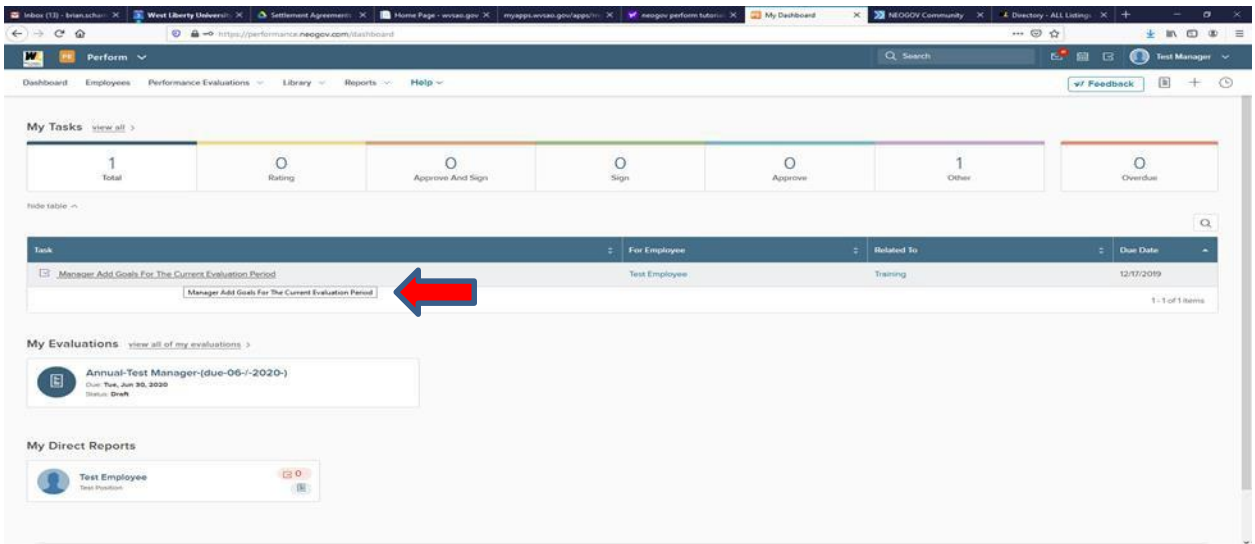 Inbox (13) - brian.schar
West Liberty Universi
Settlement Agreements
Home Page - wvsao.gov
myapps.wvsao.gov/apps/
neogov perform tutoria
My Dashboard
NEOGOV Community
Directory - ALL Listings
https://performance.neogov.com/dashboard
W PE Perform Search Test Manager
Dashboard Employees Performance Evaluations Library Reports Help Feedback
My Tasks view all >
1 0 0 0 0 1 0
Total Rating Approve And Sign Sign Approve Other Overdue
hide table
Task For Employee Related To Due Date
Manager Add Goals For The Current Evaluation Period Test Employee Training 12/17/2019
Manager Add Goals For The Current Evaluation Period
1 - 1 of 1 items
My Evaluations view all of my evaluations >
Annual-Test Manager-(due-06-/-2020-)
Due: Tue, Jun 30, 2020
Status: Draft
My Direct Reports
Test Employee 0
Test Position